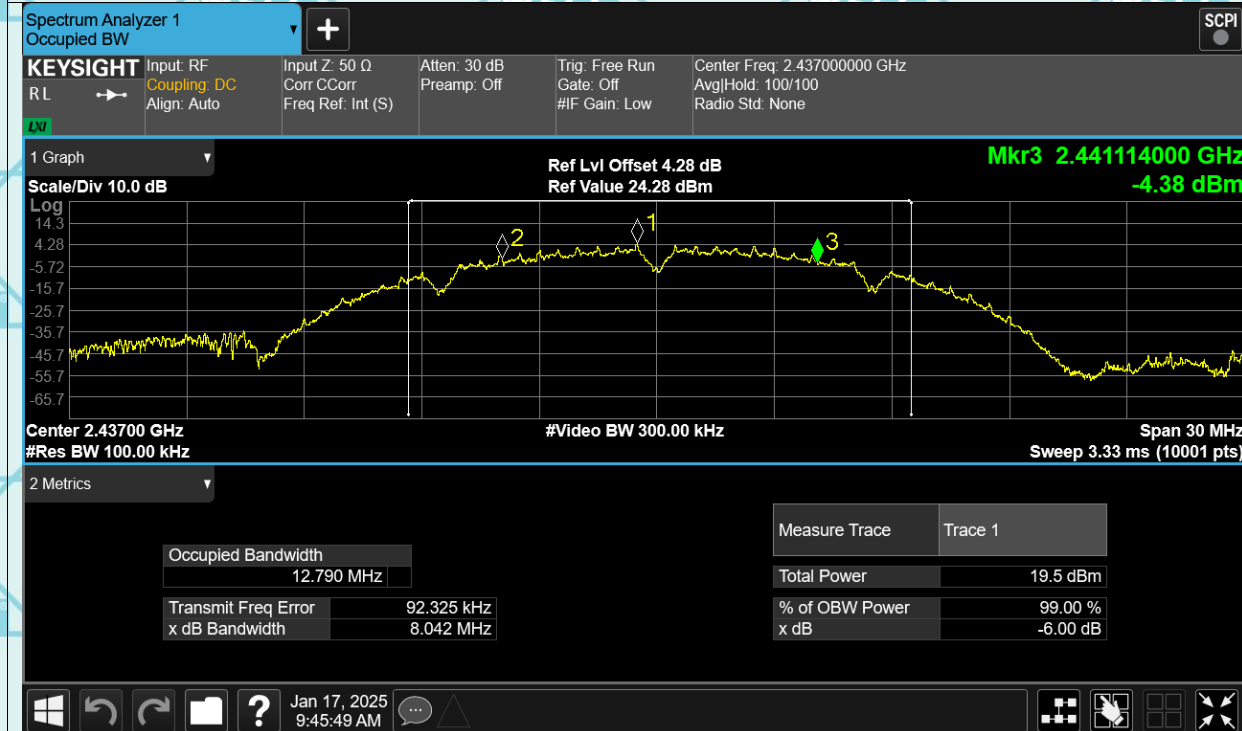 Spectrum Analyzer 1
Occupied BW
▼
+
SCPI
KEYSIGHT
RL
LXI
Input: RF
Coupling: DC
Align: Auto
Input Z: 50 Ω
Corr CCorr
Freq Ref: Int (S)
Atten: 30 dB
Preamp: Off
Trig: Free Run
Gate: Off
#IF Gain: Low
Center Freq: 2.437000000 GHz
Avg|Hold: 100/100
Radio Std: None
1 Graph ▼
Scale/Div 10.0 dB
Ref Lvl Offset 4.28 dB
Ref Value 24.28 dBm
Mkr3 2.441114000 GHz
-4.38 dBm
Log
14.3
4.28
-5.72
-15.7
-25.7
-35.7
-45.7
-55.7
-65.7
2
1
3
Center 2.43700 GHz
#Video BW 300.00 kHz
Span 30 MHz
#Res BW 100.00 kHz
Sweep 3.33 ms (10001 pts)
2 Metrics ▼
Occupied Bandwidth
12.790 MHz
Transmit Freq Error 92.325 kHz
x dB Bandwidth 8.042 MHz
Measure Trace Trace 1
Total Power 19.5 dBm
% of OBW Power 99.00 %
x dB -6.00 dB
?
Jan 17, 2025
9:45:49 AM